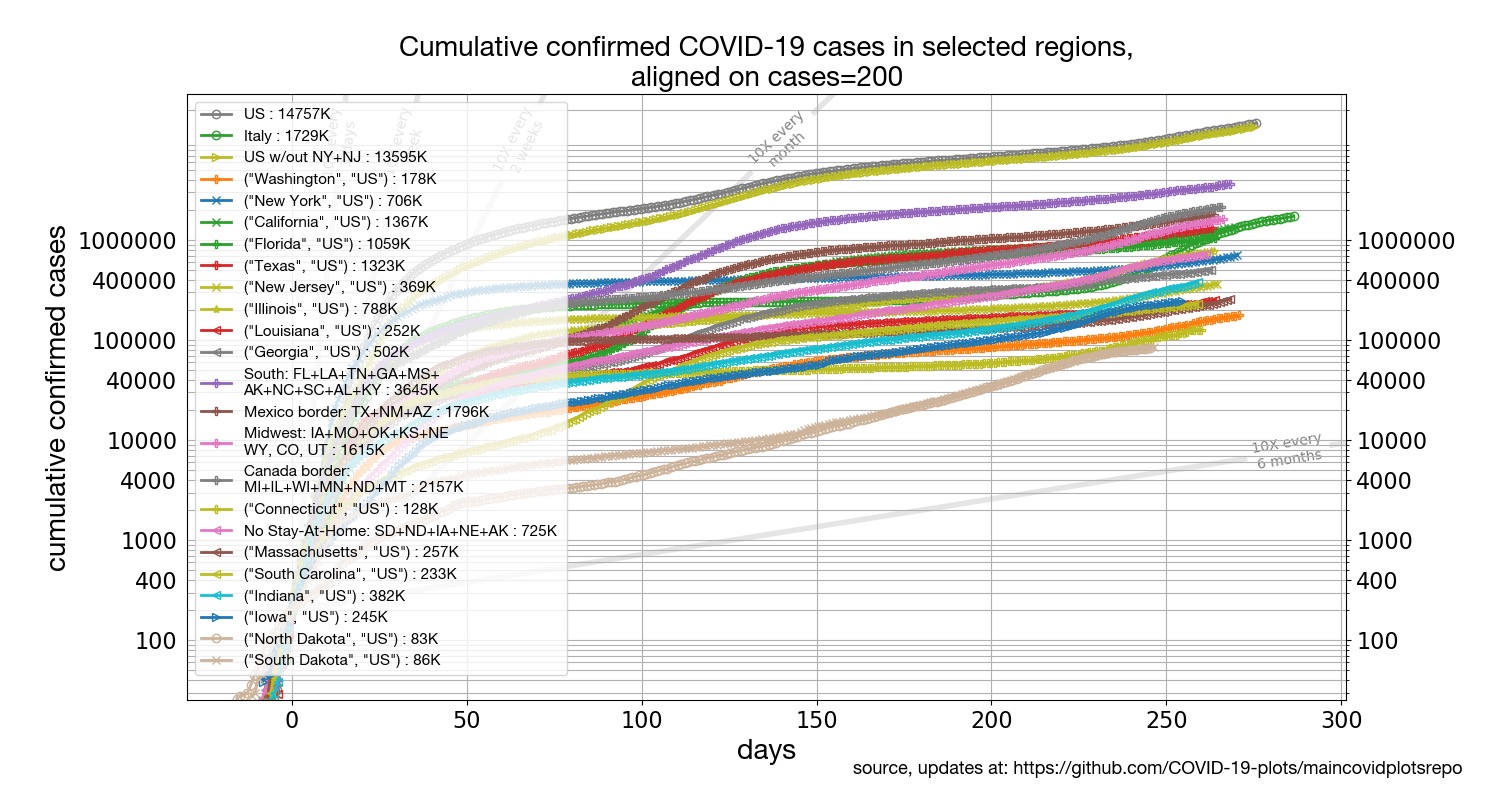 Cumulative confirmed COVID-19 cases in selected regions,
aligned on cases=200
US : 14757K
Italy : 1729K
US w/out NY+NJ : 13595K
("Washington", "US") : 178K
("New York", "US") : 706K
("California", "US") : 1367K
("Florida", "US") : 1059K
("Texas", "US") : 1323K
("New Jersey", "US") : 369K
("Illinois", "US") : 788K
("Louisiana", "US") : 252K
("Georgia", "US") : 502K
South: FL+LA+TN+GA+MS+
AK+NC+SC+AL+KY : 3645K
Mexico border: TX+NM+AZ : 1796K
Midwest: IA+MO+OK+KS+NE
WY, CO, UT : 1615K
Canada border:
MI+IL+WI+MN+ND+MT : 2157K
("Connecticut", "US") : 128K
No Stay-At-Home: SD+ND+IA+NE+AK : 725K
("Massachusetts", "US") : 257K
("South Carolina", "US") : 233K
("Indiana", "US") : 382K
("Iowa", "US") : 245K
("North Dakota", "US") : 83K
("South Dakota", "US") : 86K
every
days
every
week
10X every
2 weeks
10X every
month
10X every
6 months
cumulative confirmed cases
1000000
400000
100000
40000
10000
4000
1000
400
100
1000000
400000
100000
40000
10000
4000
1000
400
100
0 50 100 150 200 250 300
days
source, updates at: https://github.com/COVID-19-plots/maincovidplotsrepo